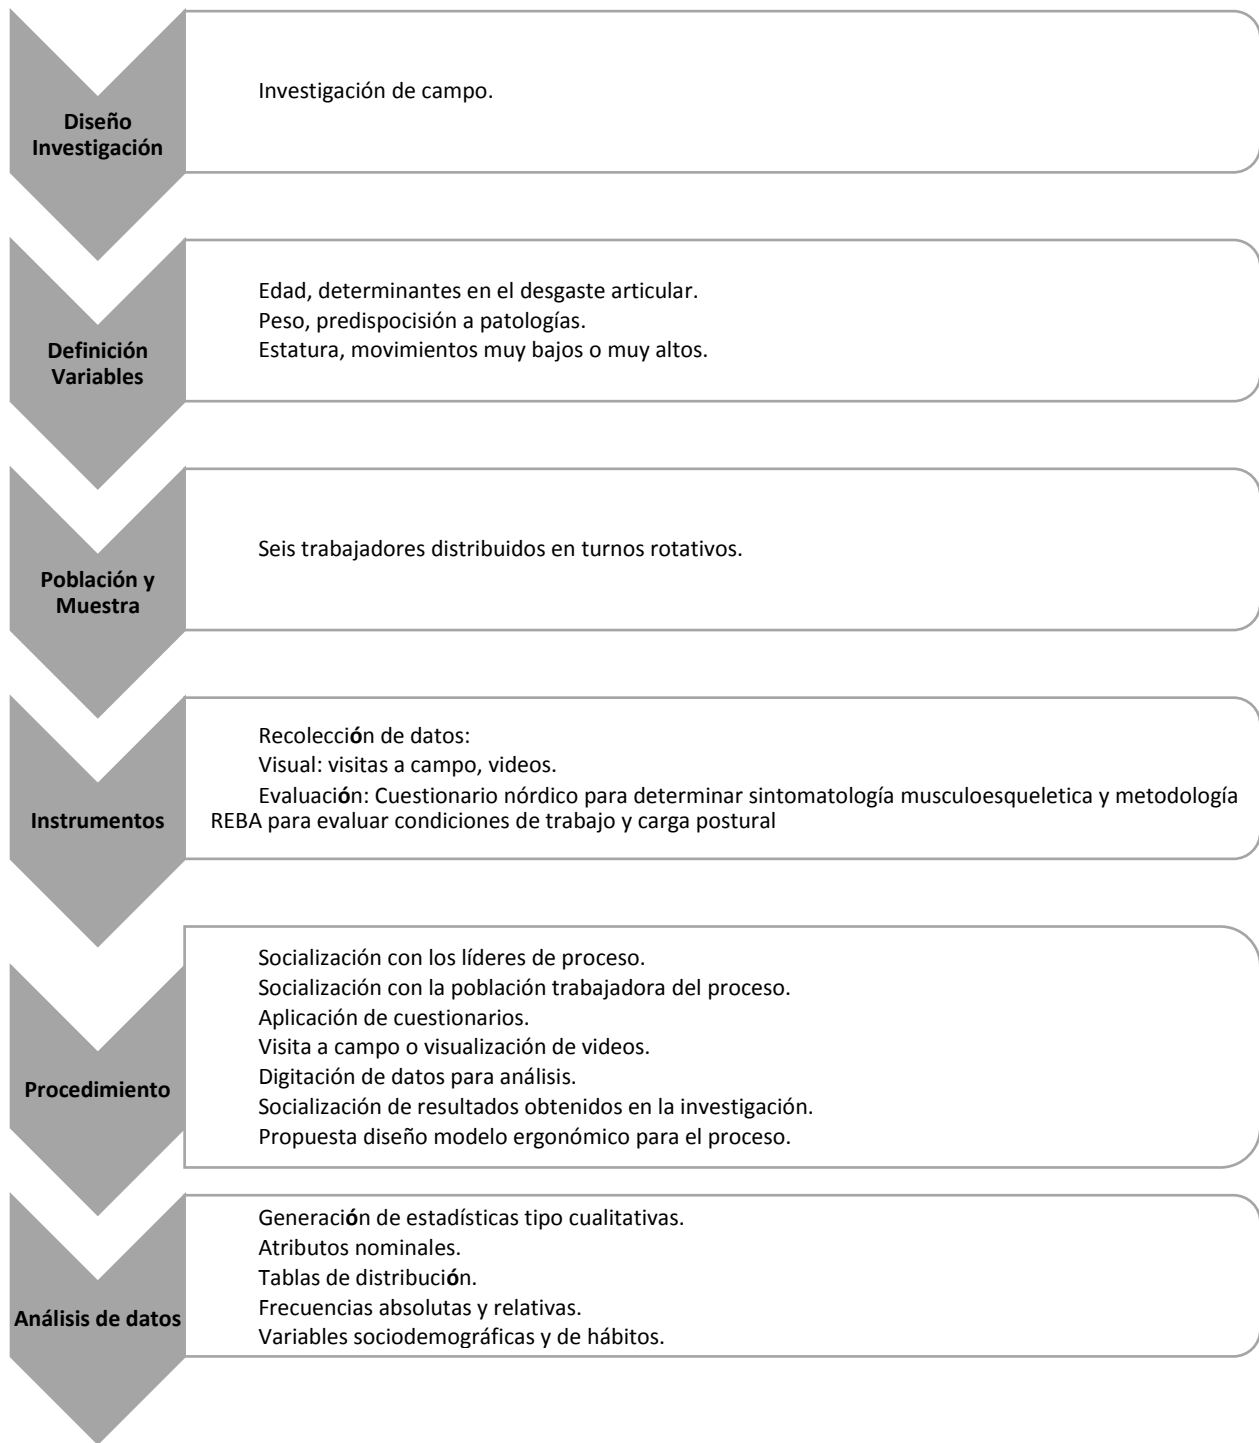 Diseño
Investigación
Investigación de campo.
Definición
Variables
Edad, determinantes en el desgaste articular.
Peso, predispocisión a patologías.
Estatura, movimientos muy bajos o muy altos.
Población y
Muestra
Seis trabajadores distribuidos en turnos rotativos.
Instrumentos
Recolección de datos:
Visual: visitas a campo, videos.
Evaluación: Cuestionario nórdico para determinar sintomatología musculoesqueletica y metodología
REBA para evaluar condiciones de trabajo y carga postural
Procedimiento
Socialización con los líderes de proceso.
Socialización con la población trabajadora del proceso.
Aplicación de cuestionarios.
Visita a campo o visualización de videos.
Digitación de datos para análisis.
Socialización de resultados obtenidos en la investigación.
Propuesta diseño modelo ergonómico para el proceso.
Análisis de datos
Generación de estadísticas tipo cualitativas.
Atributos nominales.
Tablas de distribución.
Frecuencias absolutas y relativas.
Variables sociodemográficas y de hábitos.